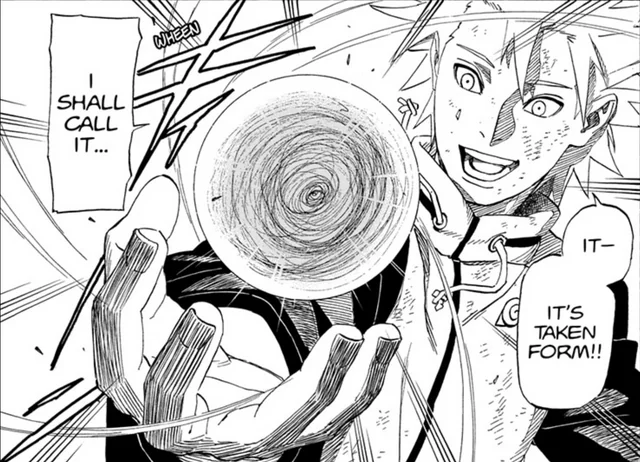 IT—
IT'S
TAKEN
FORM!!
WHEEN
I
SHALL
CALL
IT...